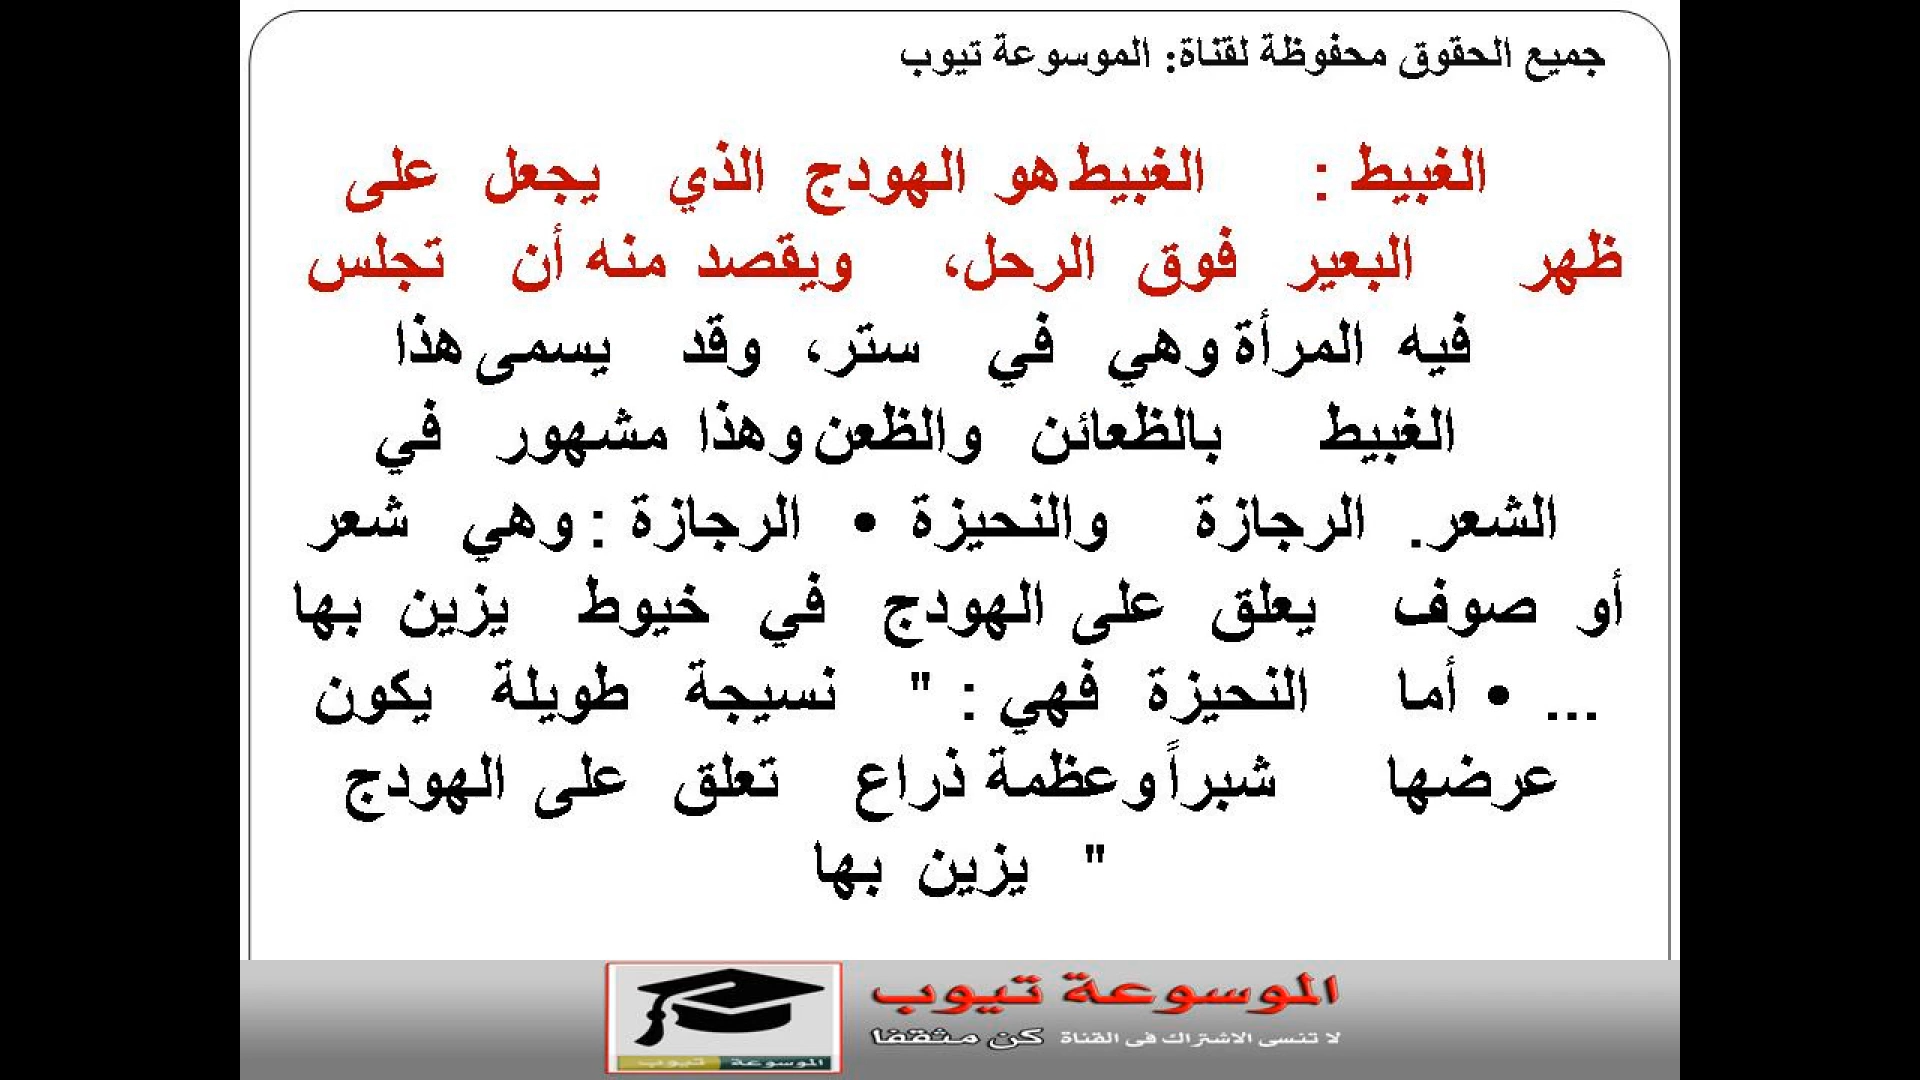 جميع الحقوق محفوظة لقناة: الموسوعة تيوب
الغبيط : الغبيط هو الهودج الذي يجعل على
ظهر البعير فوق الرحل، ويقصد منه أن تجلس
فيه المرأة وهي في ستر، وقد يسمى هذا
الغبيط بالظعائن والظعن وهذا مشهور في
الشعر. الرجازة والنحيزة • الرجازة : وهي شعر
أو صوف يعلق على الهودج في خيوط يزين بها
... • أما النحيزة فهي : " نسيجة طويلة يكون
عرضها شبراً وعظمة ذراع تعلق على الهودج
" يزين بها
الموسوعة تيوب
لا تنسى الاشتراك فى القناة كن مثقفا
الموسوعة تيوب